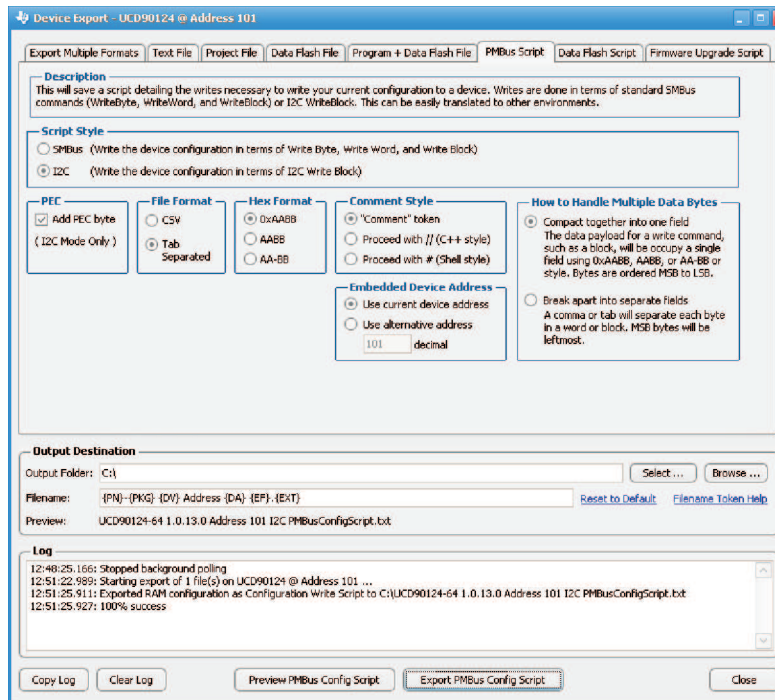 Device Export - UCD90124 @ Address 101
Export Multiple Formats Text File Project File Data Flash File Program + Data Flash File PMBus Script Data Flash Script Firmware Upgrade Script
Description
This will save a script detailing the writes necessary to write your current configuration to a device. Writes are done in terms of standard SMBus
commands (WriteByte, WriteWord, and WriteBlock) or I2C WriteBlock. This can be easily translated to other environments.
Script Style
SMBus (Write the device configuration in terms of Write Byte, Write Word, and Write Block)
I2C (Write the device configuration in terms of I2C Write Block)
PEC
Add PEC byte
( I2C Mode Only )
File Format
CSV
Tab
Separated
Hex Format
0xAABB
AABB
AA-BB
Comment Style
"Comment" token
Proceed with // (C++ style)
Proceed with # (Shell style)
Embedded Device Address
Use current device address
Use alternative address
101 decimal
How to Handle Multiple Data Bytes
Compact together into one field
The data payload for a write command,
such as a block, will be occupy a single
field using 0xAABB, AABB, or AA-BB or
style. Bytes are ordered MSB to LSB.
Break apart into separate fields
A comma or tab will separate each byte
in a word or block. MSB bytes will be
leftmost.
Output Destination
Output Folder: C:\ Select ... Browse ...
Filename: {PN}-{PKG} {DV} Address {DA} {EF}.{EXT} Reset to Default Filename Token Help
Preview: UCD90124-64 1.0.13.0 Address 101 I2C PMBusConfigScript.txt
Log
12:48:25.166: Stopped background polling
12:51:22.989: Starting export of 1 file(s) on UCD90124 @ Address 101 ...
12:51:25.911: Exported RAM configuration as Configuration Write Script to C:\UCD90124-64 1.0.13.0 Address 101 I2C PMBusConfigScript.txt
12:51:25.927: 100% success
Copy Log Clear Log Preview PMBus Config Script Export PMBus Config Script Close